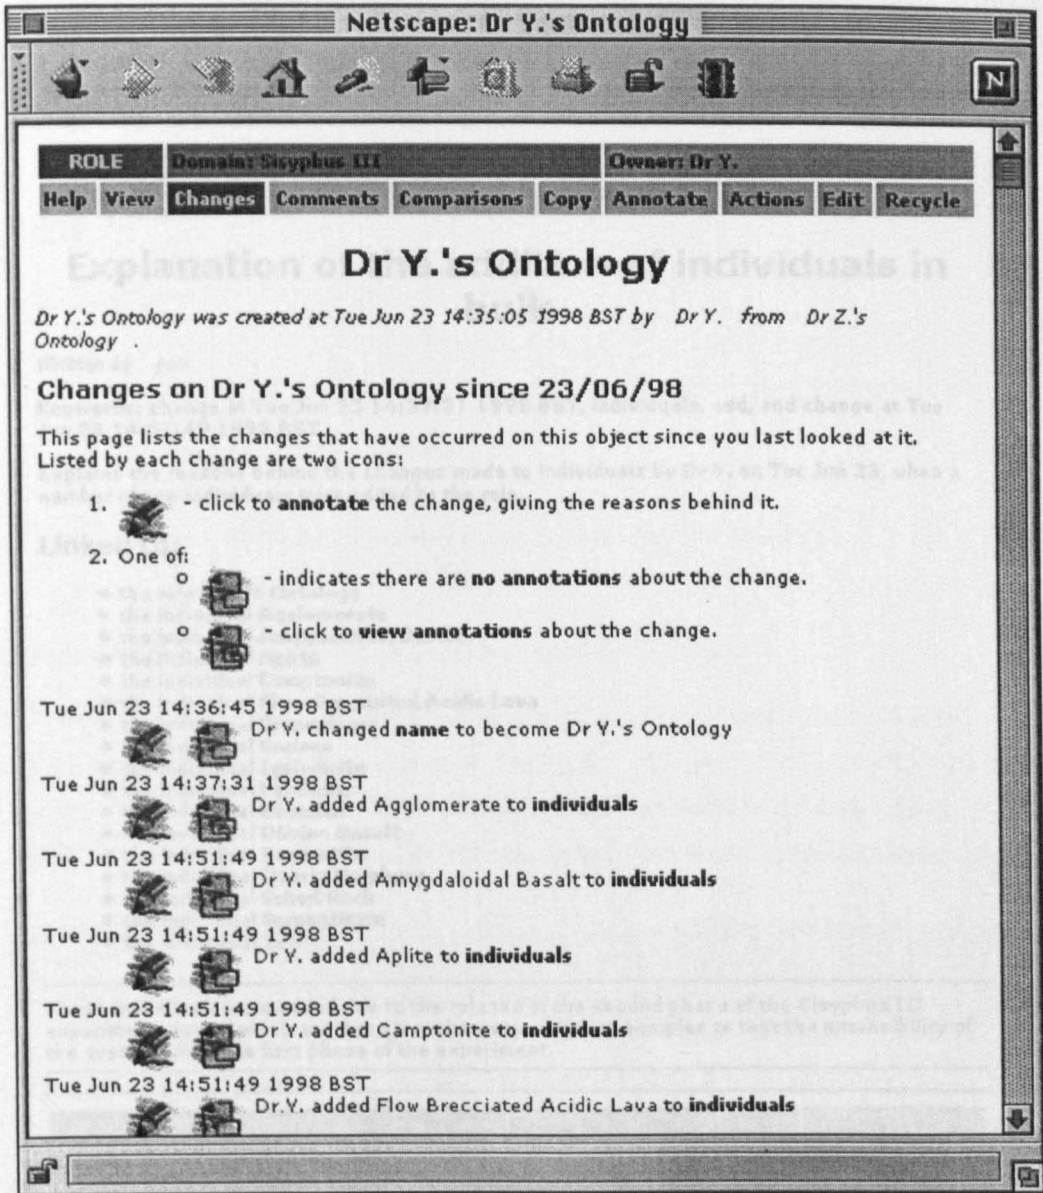 Netscape: Dr Y.'s Ontology
N
ROLE Domain: Sisyphus III Owner: Dr Y.
Help View Changes Comments Comparisons Copy Annotate Actions Edit Recycle
Dr Y.'s Ontology
Dr Y.'s Ontology was created at Tue Jun 23 14:35:05 1998 BST by Dr Y. from Dr Z.'s
Ontology .
Changes on Dr Y.'s Ontology since 23/06/98
This page lists the changes that have occurred on this object since you last looked at it.
Listed by each change are two icons:
1. - click to annotate the change, giving the reasons behind it.
2. One of:
- indicates there are no annotations about the change.
- click to view annotations about the change.
Tue Jun 23 14:36:45 1998 BST
Dr Y. changed name to become Dr Y.'s Ontology
Tue Jun 23 14:37:31 1998 BST
Dr Y. added Agglomerate to individuals
Tue Jun 23 14:51:49 1998 BST
Dr Y. added Amygdaloidal Basalt to individuals
Tue Jun 23 14:51:49 1998 BST
Dr Y. added Aplite to individuals
Tue Jun 23 14:51:49 1998 BST
Dr Y. added Camptonite to individuals
Tue Jun 23 14:51:49 1998 BST
Dr.Y. added Flow Brecciated Acidic Lava to individuals